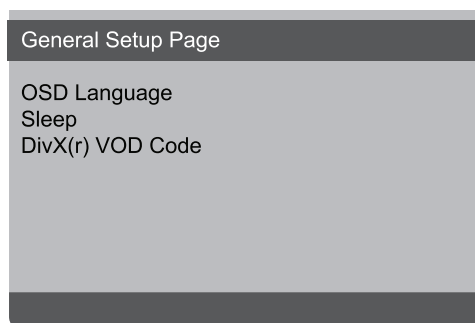 General Setup Page
OSD Language
Sleep
DivX(r) VOD Code